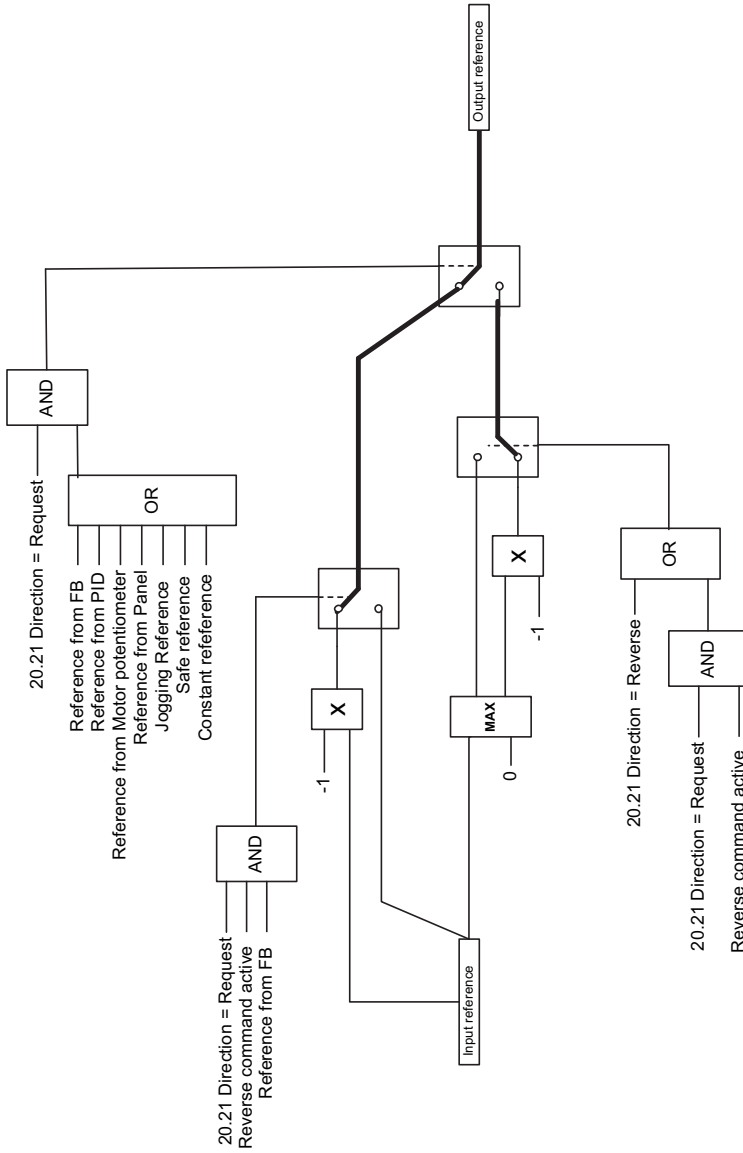 20.21 Direction = Request
AND
Reference from FB
Reference from PID
Reference from Motor potentiometer
Reference from Panel
Jogging Reference
Safe reference
Constant reiference
OR
20.21 Direction = Request
Reverse command active
Reference from FB
AND
-1
X
Input reference
MAX
0
X
-1
Output reference
20.21 Direction = Reverse
OR
20.21 Direction = Request
Reverse command active
AND